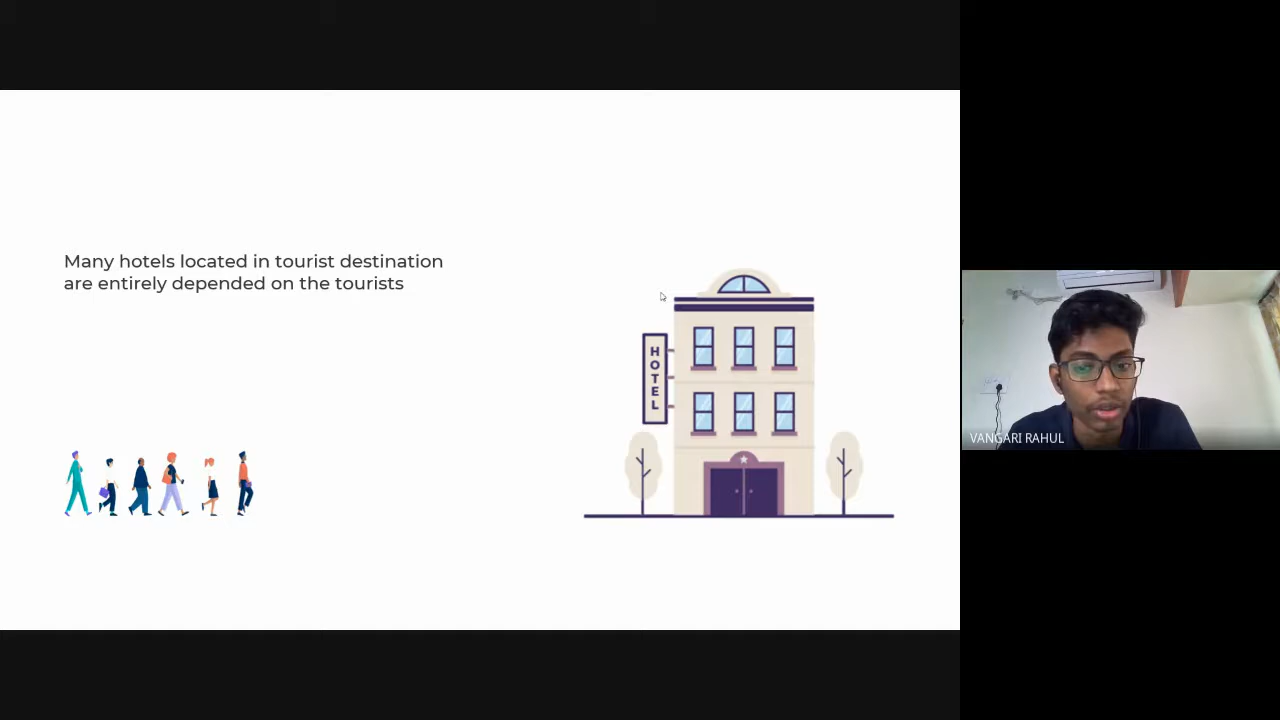 Many hotels located in tourist destination
are entirely depended on the tourists
HOTEL
VANGARI RAHUL